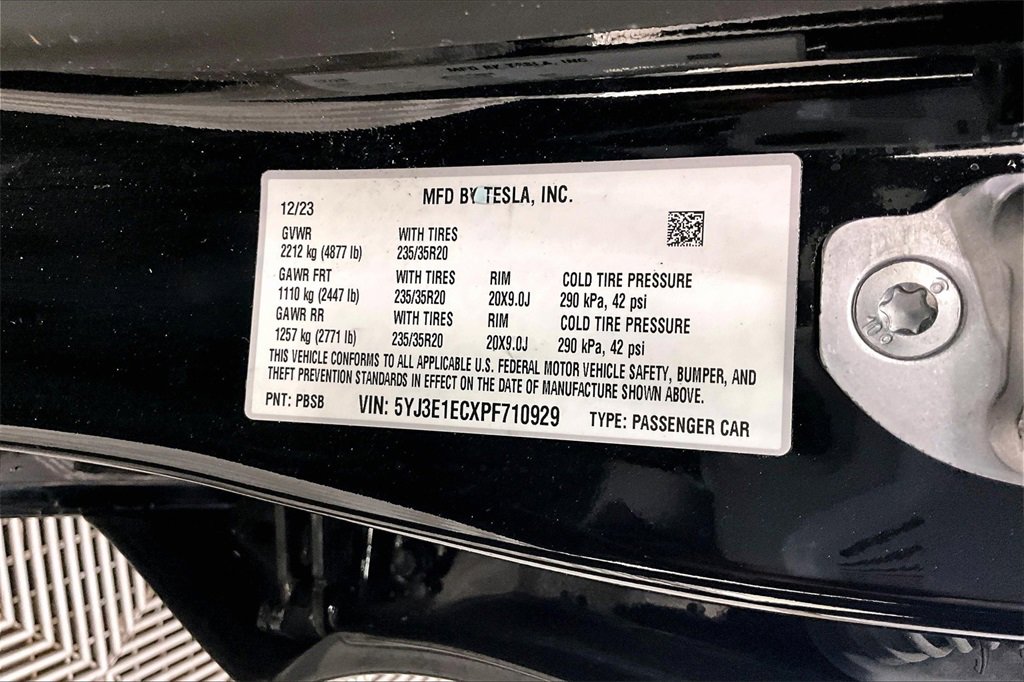 MFD BY TESLA, INC.
12/23
GVWR WITH TIRES
2212 kg (4877 lb) 235/35R20
GAWR FRT WITH TIRES RIM COLD TIRE PRESSURE
1110 kg (2447 lb) 235/35R20 20X9.0J 290 kPa, 42 psi
GAWR RR WITH TIRES RIM COLD TIRE PRESSURE
1257 kg (2771 lb) 235/35R20 20X9.0J 290 kPa, 42 psi
THIS VEHICLE CONFORMS TO ALL APPLICABLE U.S. FEDERAL MOTOR VEHICLE SAFETY, BUMPER, AND
THEFT PREVENTION STANDARDS IN EFFECT ON THE DATE OF MANUFACTURE SHOWN ABOVE.
PNT: PBSB VIN: 5YJ3E1ECXPF710929 TYPE: PASSENGER CAR